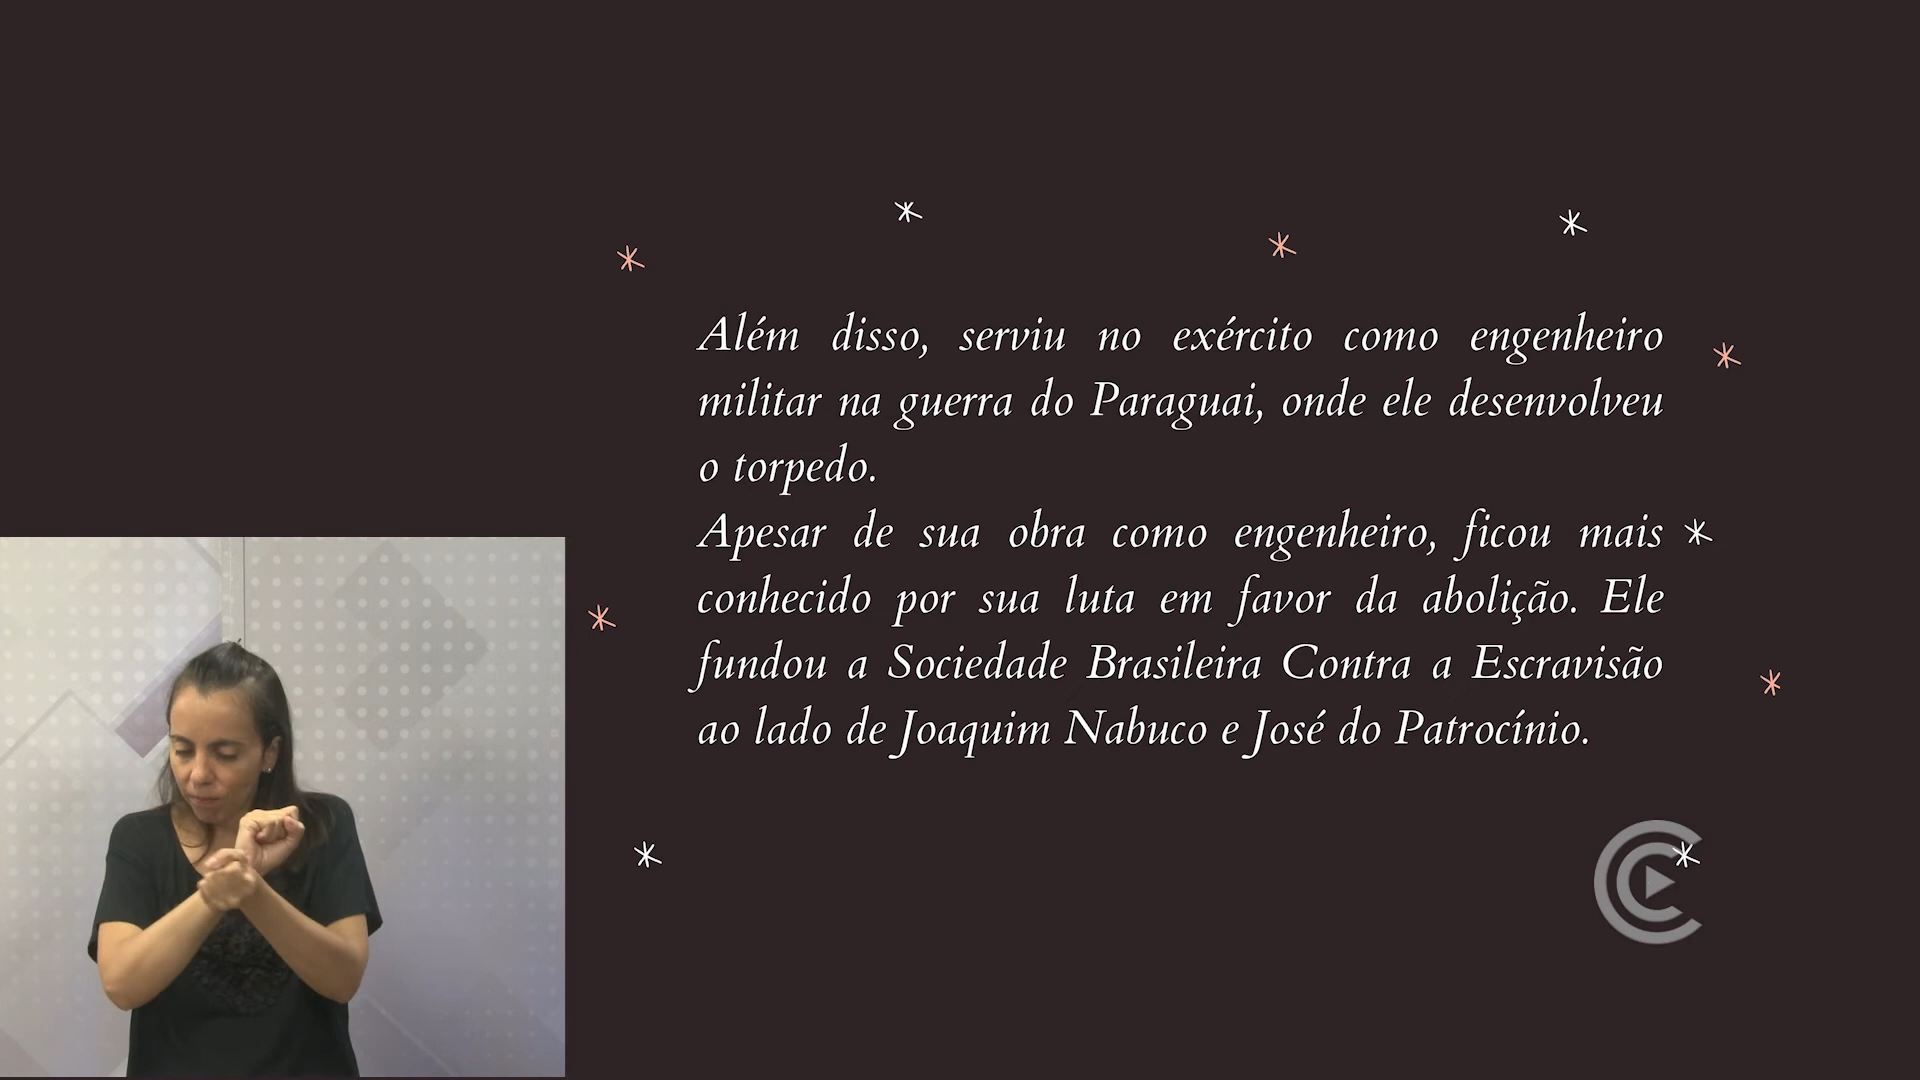 Além disso, serviu no exército como engenheiro
militar na guerra do Paraguai, onde ele desenvolveu
o torpedo.
Apesar de sua obra como engenheiro, ficou mais
conhecido por sua luta em favor da abolição. Ele
fundou a Sociedade Brasileira Contra a Escravisão
ao lado de Joaquim Nabuco e José do Patrocínio.